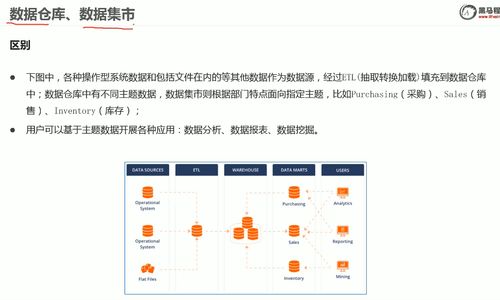 数据仓库、数据集市
黑马程
区别
下图中，各种操作型系统数据和包括文件在内的等其他数据作为数据源，经过ETL(抽取转换加载)填充到数据仓库
中；数据仓库中有不同主题数据，数据集市则根据部门特点面向指定主题，比如Purchasing（采购）、Sales（销
售）、Inventory（库存）；
用户可以基于主题数据开展各种应用：数据分析、数据报表、数据挖掘。
DATA SOURCES ETL WAREHOUSE DATA MARTS USERS
Operational
System
Purchasing
Analytics
Operational
System
Sales
Reporting
Flat Files
Inventory
Mining